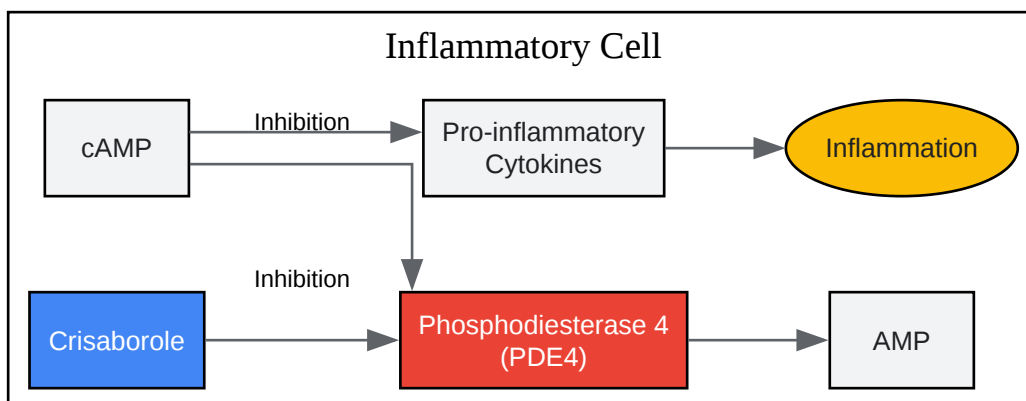 Inflammatory Cell
cAMP
Inhibition
Pro-inflammatory
Cytokines
Inflammation
Inhibition
Crisaborole
Phosphodiesterase 4
(PDE4)
AMP